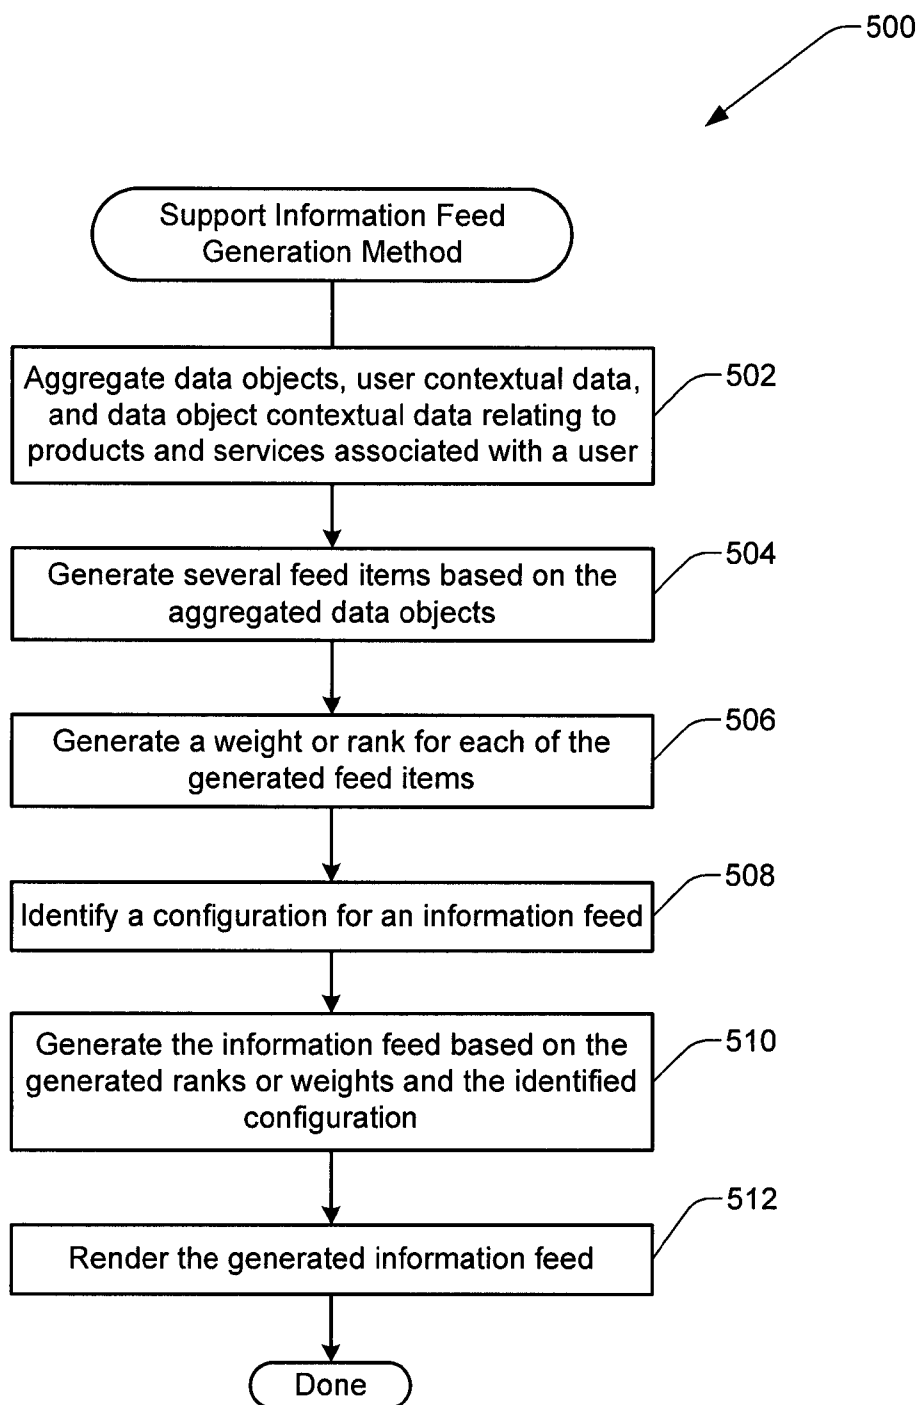 500
Support Information Feed
Generation Method
Aggregate data objects, user contextual data,
and data object contextual data relating to
products and services associated with a user
502
Generate several feed items based on the
aggregated data objects
504
Generate a weight or rank for each of the
generated feed items
506
Identify a configuration for an information feed
508
Generate the information feed based on the
generated ranks or weights and the identified
configuration
510
Render the generated information feed
512
Done